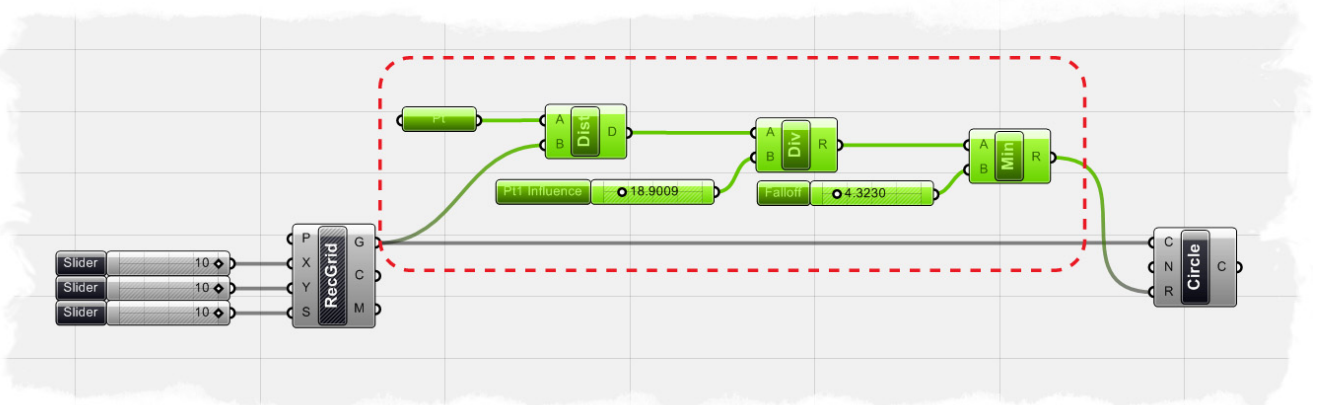 Pt
A
B
Dist
D
A
B
Div
R
A
B
Min
R
Pt1 Influence 18.9009
Falloff 4.3230
Slider 10
Slider 10
Slider 10
P
X
Y
S
RecGrid
G
C
M
C
N
R
Circle
C